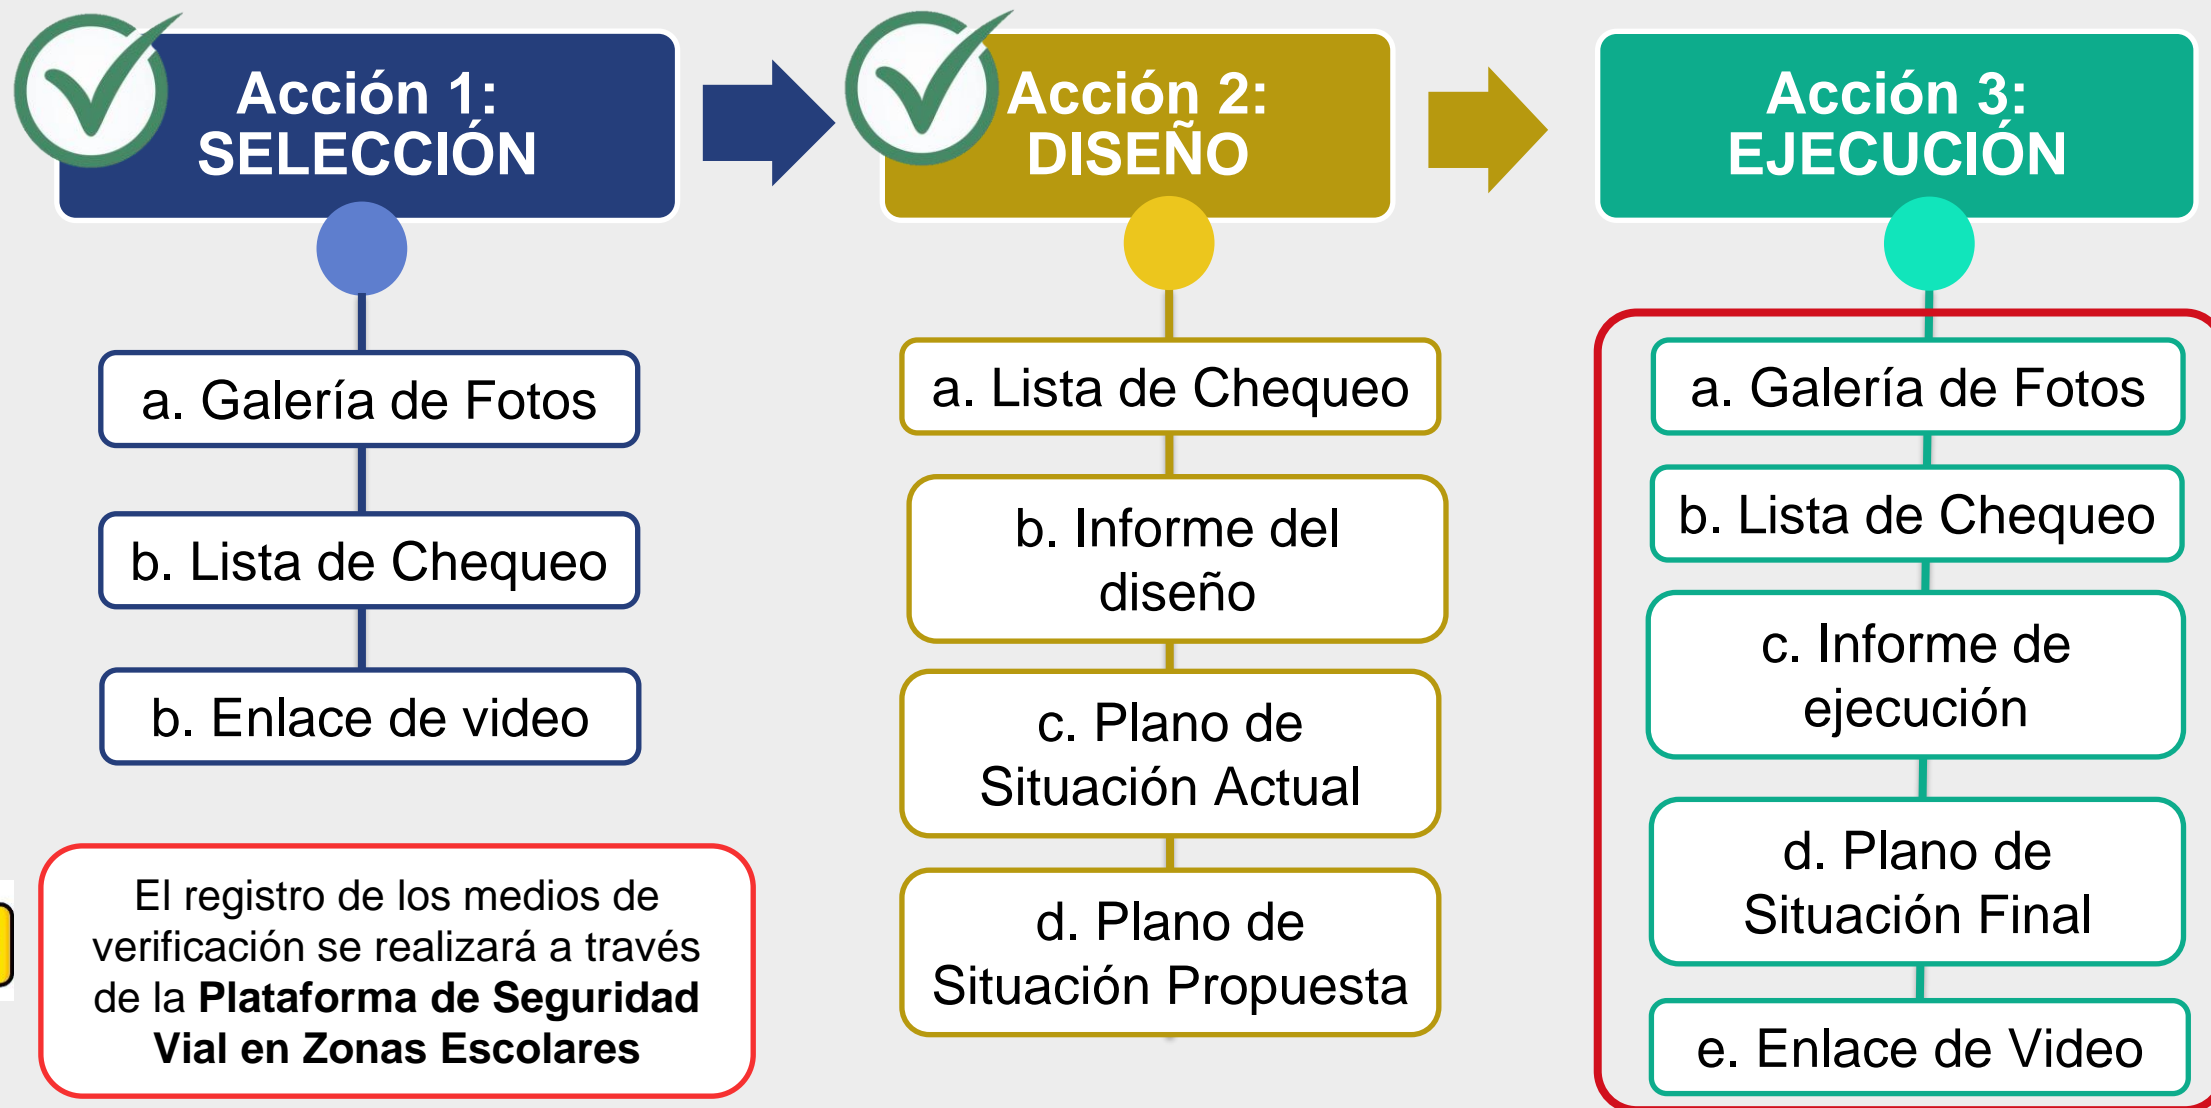 Acción 1:
SELECCIÓN
a. Galería de Fotos
b. Lista de Chequeo
b. Enlace de video
El registro de los medios de
verificación se realizará a través
de la Plataforma de Seguridad
Vial en Zonas Escolares
Acción 2:
DISEÑO
a. Lista de Chequeo
b. Informe del
diseño
c. Plano de
Situación Actual
d. Plano de
Situación Propuesta
Acción 3:
EJECUCIÓN
a. Galería de Fotos
b. Lista de Chequeo
c. Informe de
ejecución
d. Plano de
Situación Final
e. Enlace de Video